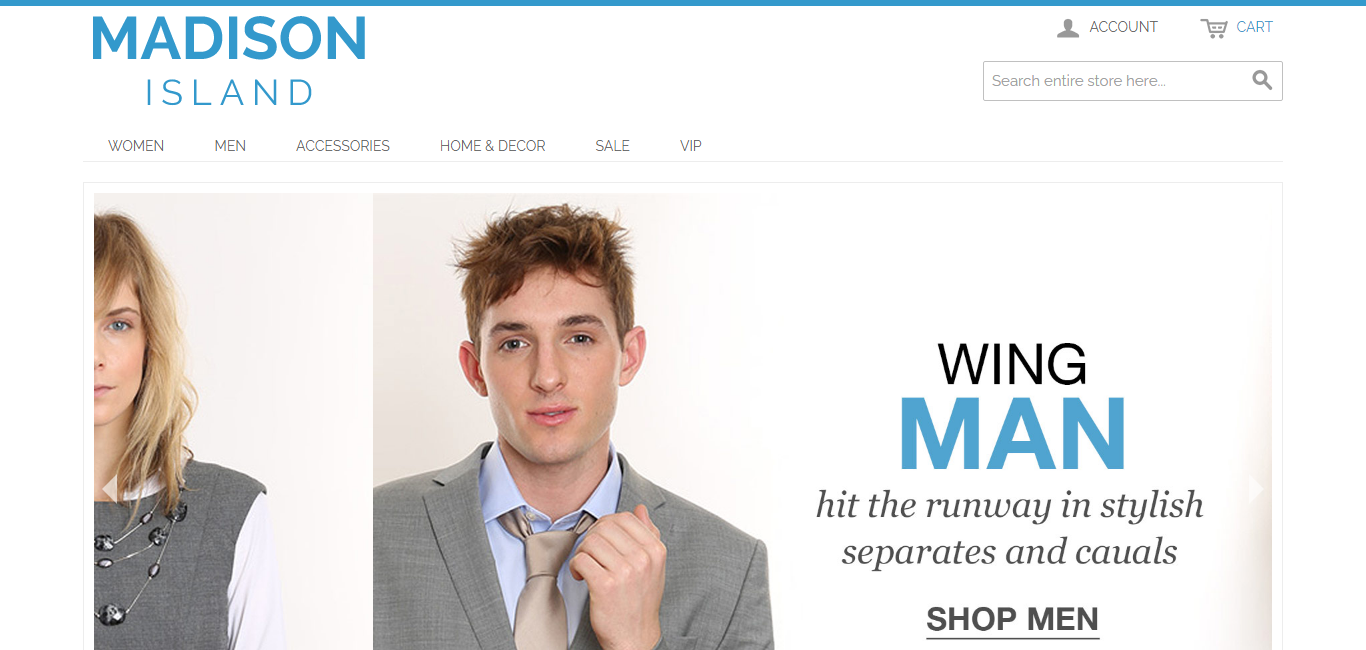 MADISON
ISLAND
ACCOUNT
CART
Search entire store here...
WOMEN MEN ACCESSORIES HOME & DECOR SALE VIP
WING
MAN
hit the runway in stylish
separates and cauals
SHOP MEN